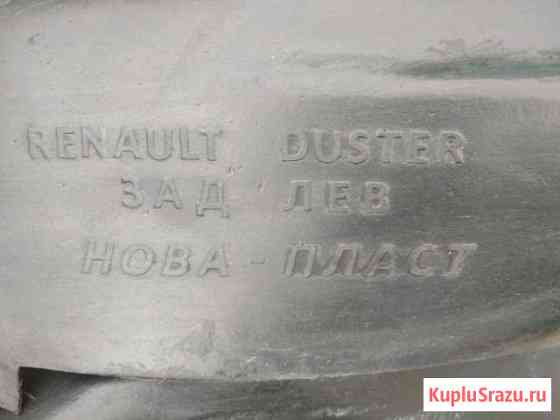 RENAULT DUSTER
ЗАД ЛЕВ
НОВА-ПЛАСТ
KupluSrazu.ru